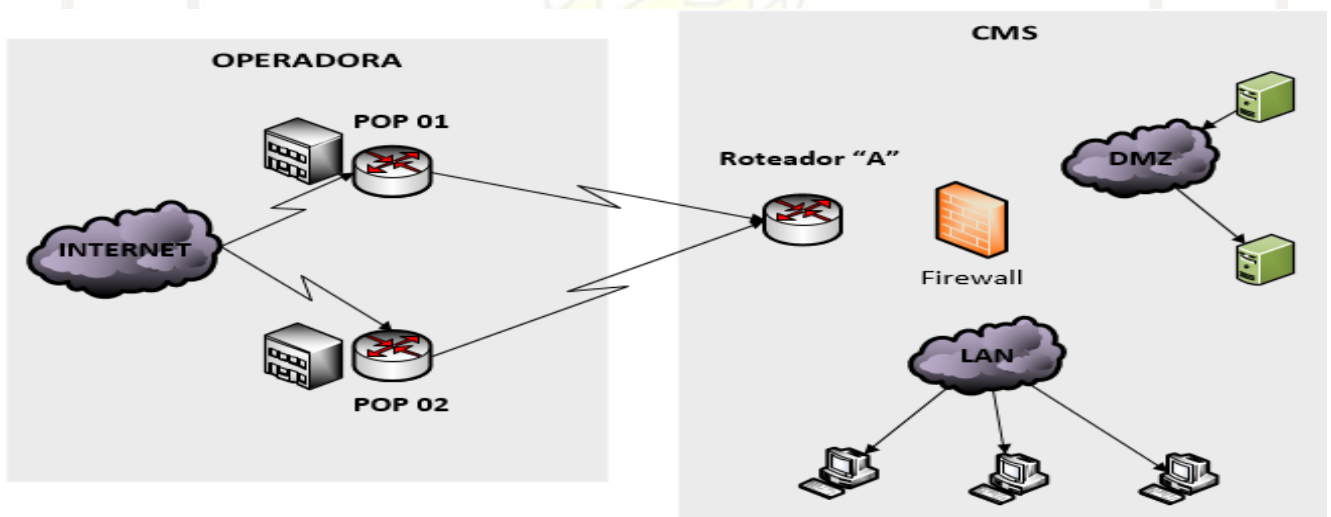 CMS
OPERADORA
POP 01
Roteador “A”
DMZ
INTERNET
Firewall
LAN
POP 02